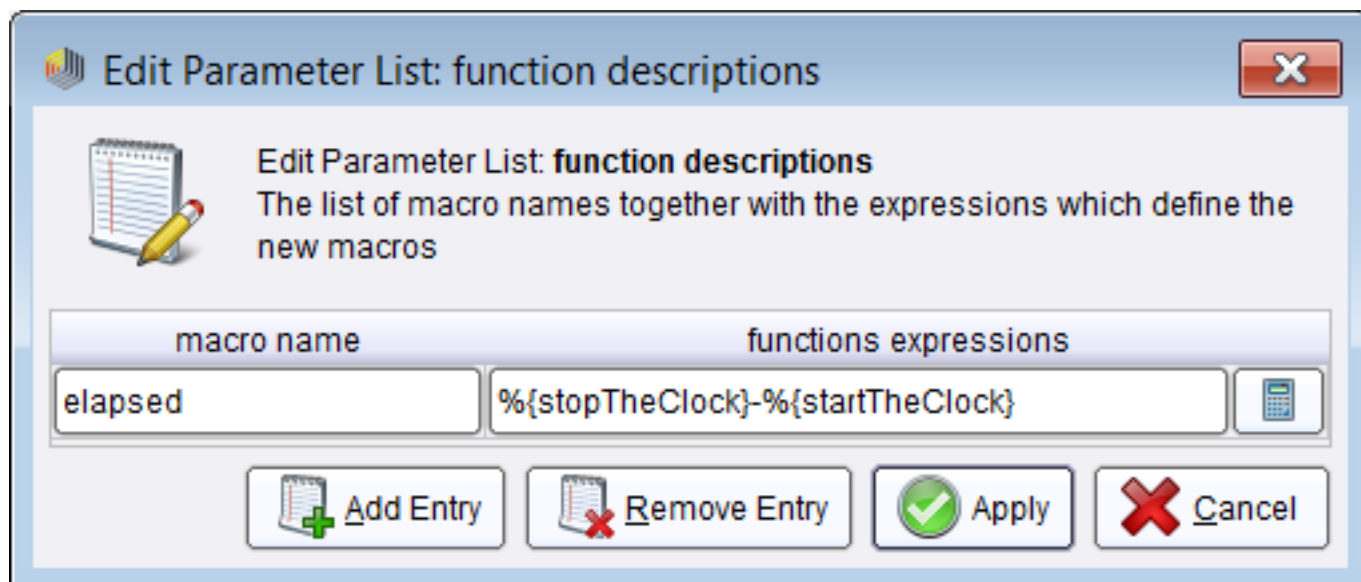 Edit Parameter List: function descriptions
Edit Parameter List: function descriptions
The list of macro names together with the expressions which define the
new macros
macro name functions expressions
elapsed %{stopTheClock}-%{startTheClock}
Add Entry Remove Entry Apply Cancel